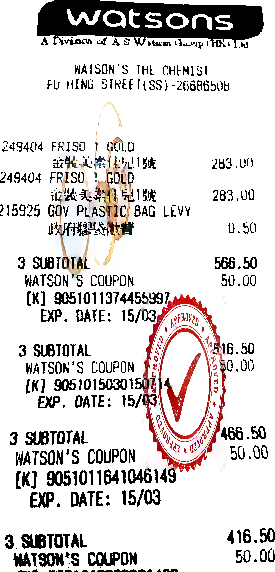 watsons
A Division of A S Watson Group (HK) Ltd
WATSON'S THE CHEMIST
FU HING STREET(SS)-26686508
249404 FRISO 1 GOLD
金裝美素佳兒1號 283.00
249404 FRISO 1 GOLD
金裝美素佳兒1號 283.00
215925 GOV PLASTIC BAG LEVY
政府膠袋徵費 0.50
3 SUBTOTAL 566.50
WATSON'S COUPON 50.00
[K] 9051011374455997
EXP. DATE: 15/03
3 SUBTOTAL 516.50
WATSON'S COUPON 50.00
[K] 9051015030150714
EXP. DATE: 15/03
APPROVED
3 SUBTOTAL 466.50
WATSON'S COUPON 50.00
[K] 9051011641046149
EXP. DATE: 15/03
3 SUBTOTAL 416.50
WATSON'S COUPON 50.00